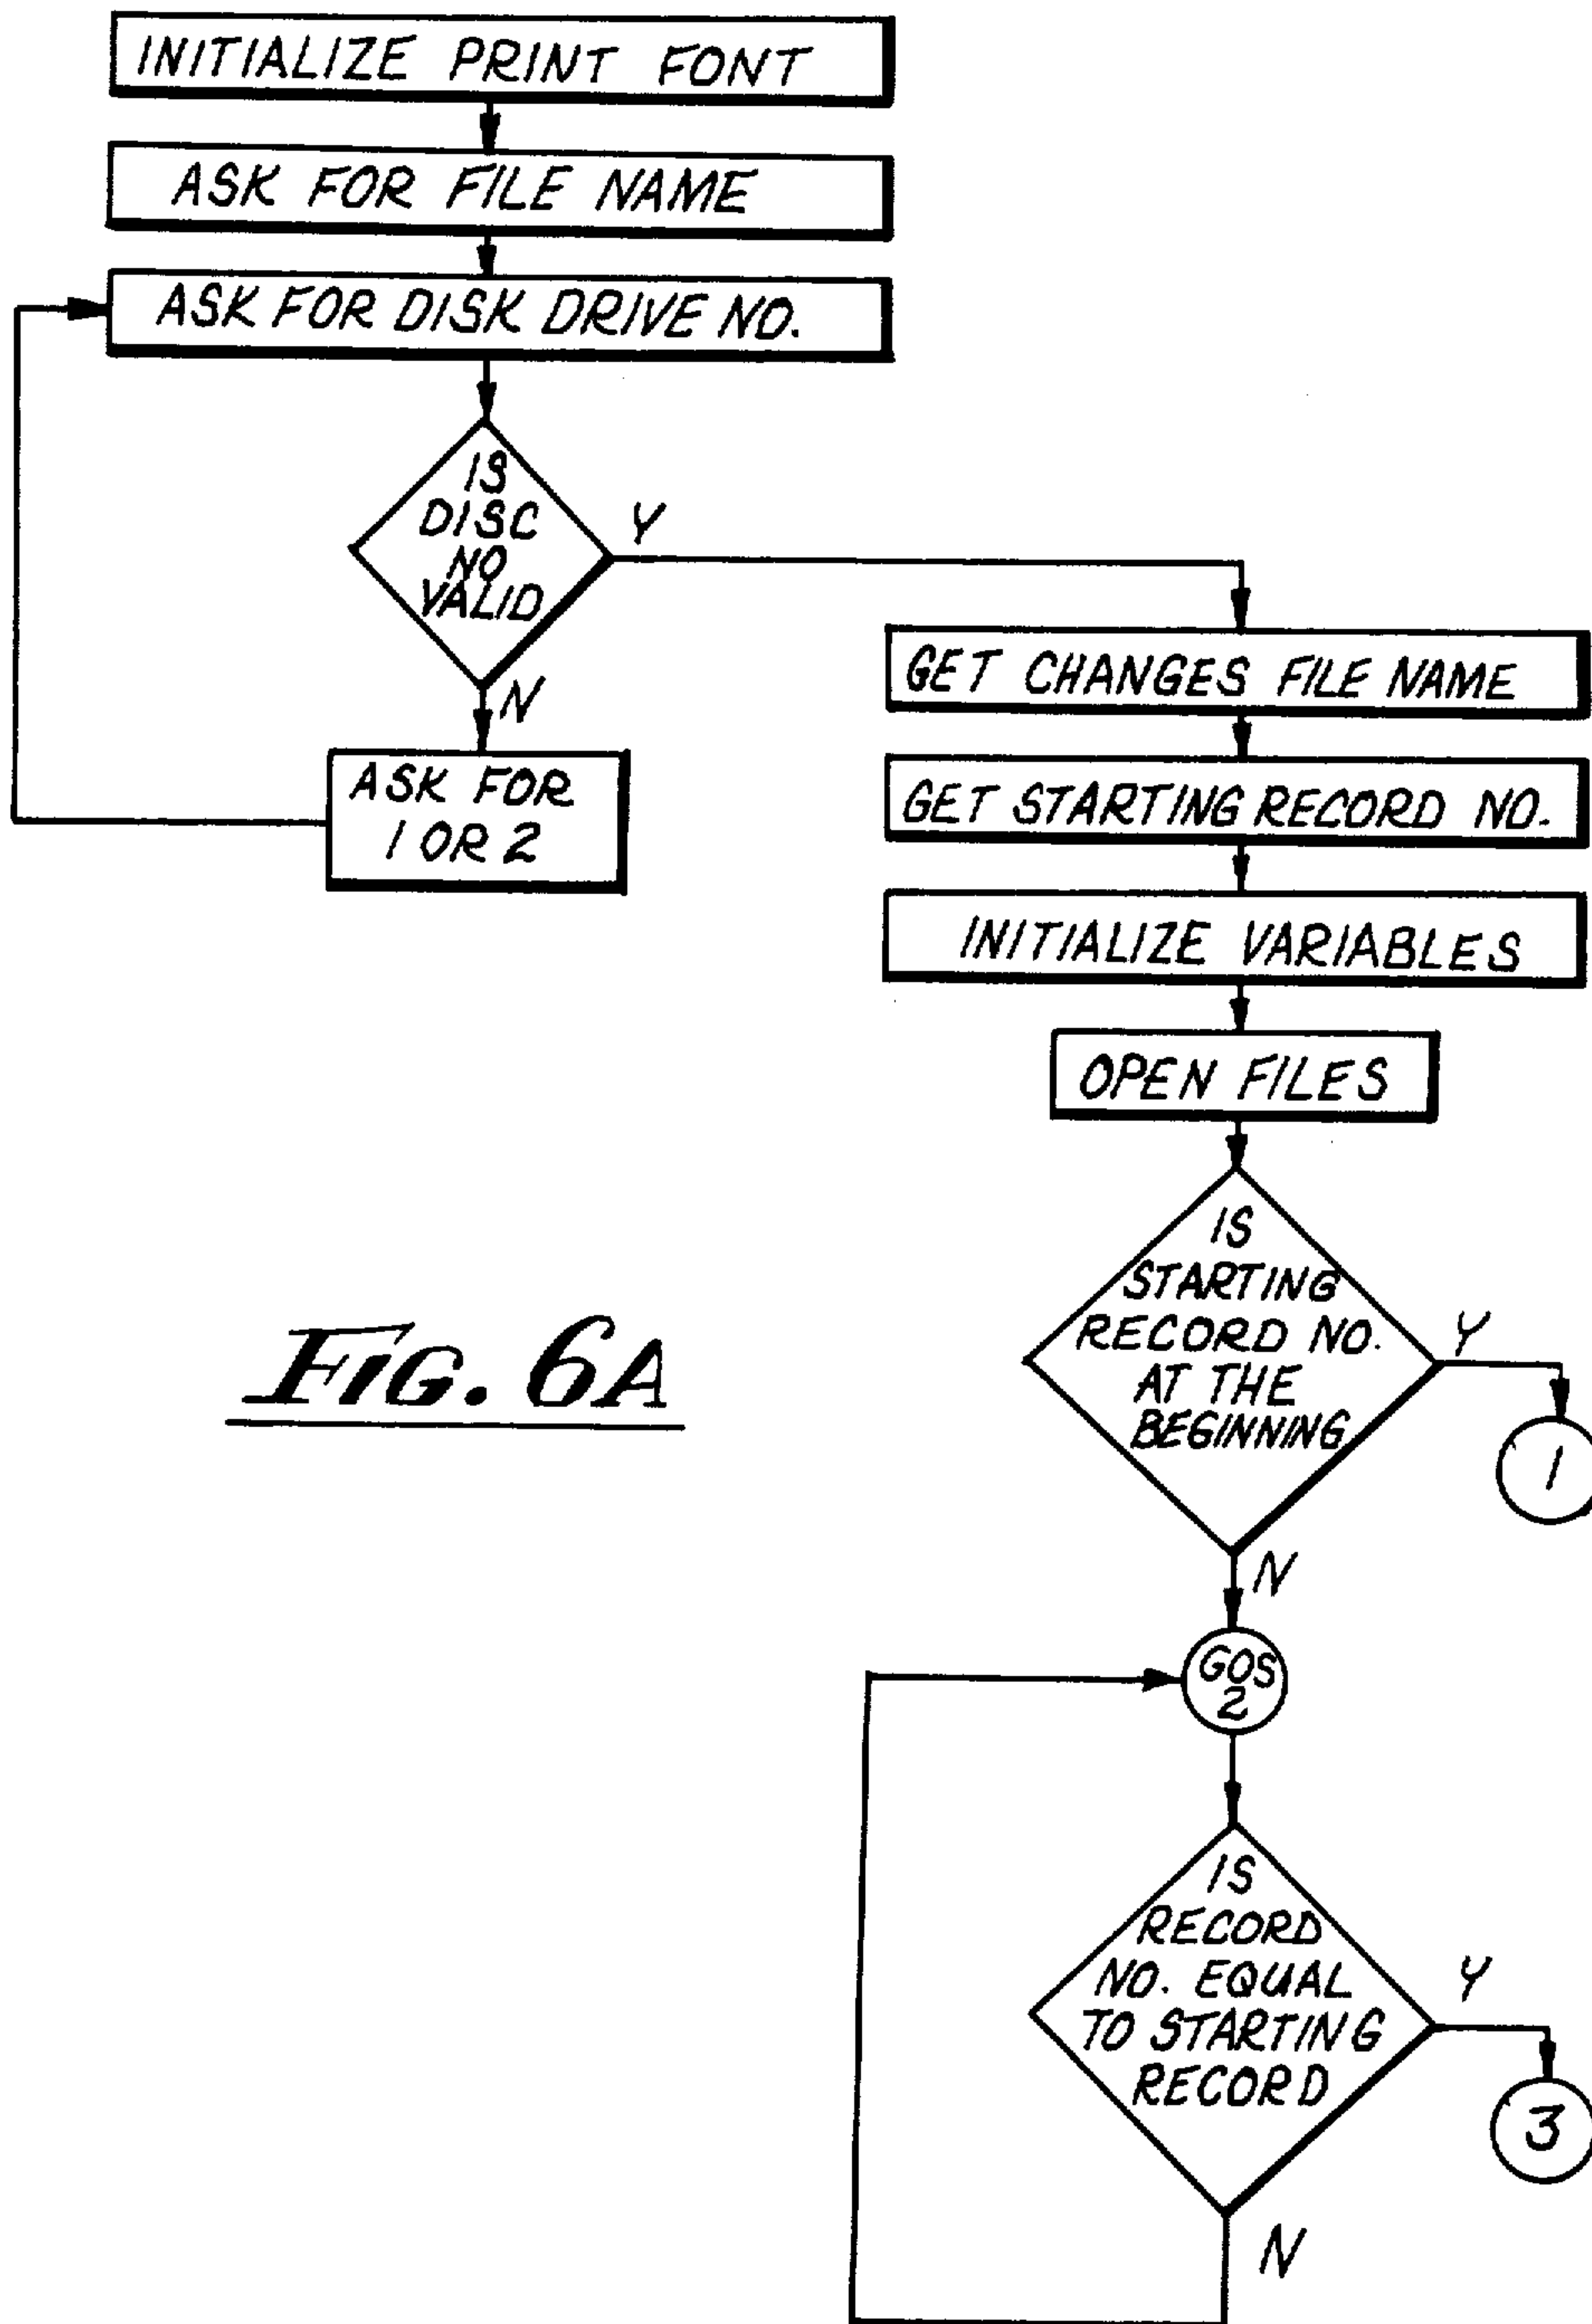 INITIALIZE PRINT FONT
ASK FOR FILE NAME
ASK FOR DISK DRIVE NO.
IS
DISC
NO
VALID
Y
N
ASK FOR
1 OR 2
GET CHANGES FILE NAME
GET STARTING RECORD NO.
INITIALIZE VARIABLES
OPEN FILES
IS
STARTING
RECORD NO.
AT THE
BEGINNING
Y
1
N
GOS
2
IS
RECORD
NO. EQUAL
TO STARTING
RECORD
Y
3
N
FIG. 6A